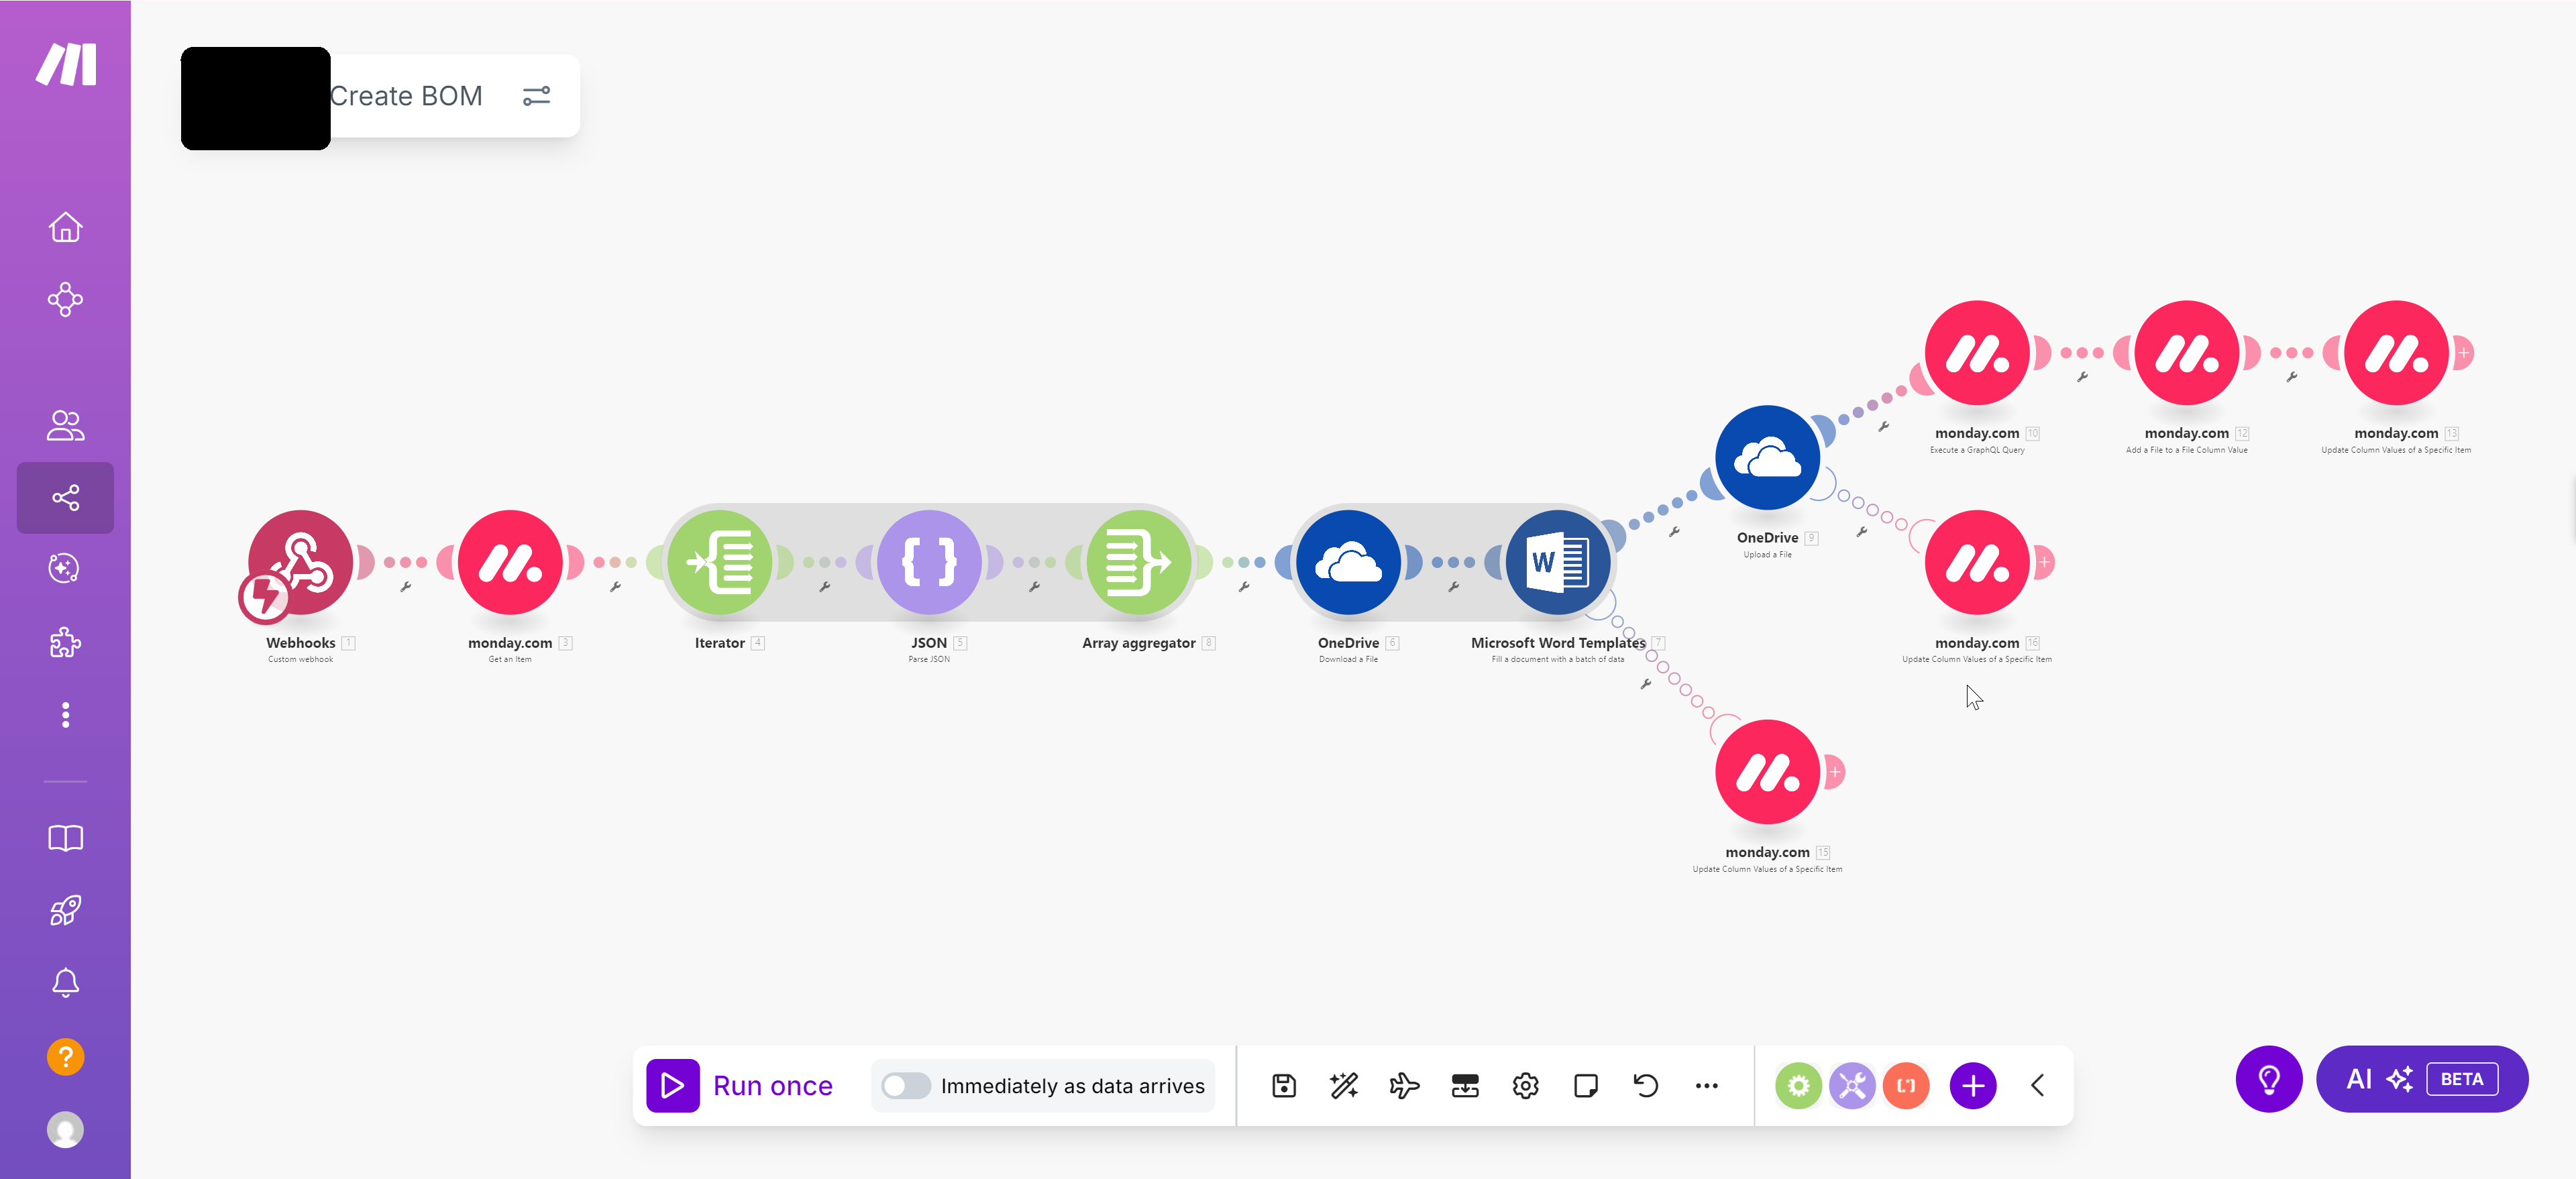 Create BOM
monday.com 10
Execute a GraphQL Query
monday.com 12
Add a File to a File Column Value
monday.com 13
Update Column Values of a Specific Item
OneDrive 9
Upload a File
Webhooks 1
Custom webhook
monday.com 3
Get an Item
Iterator 4
JSON 5
Parse JSON
Array aggregator 8
OneDrive 6
Download a File
W
Microsoft Word Templates 7
Fill a document with a batch of data
monday.com 16
Update Column Values of a Specific Item
monday.com 15
Update Column Values of a Specific Item
?
Run once
Immediately as data arrives
AI BETA